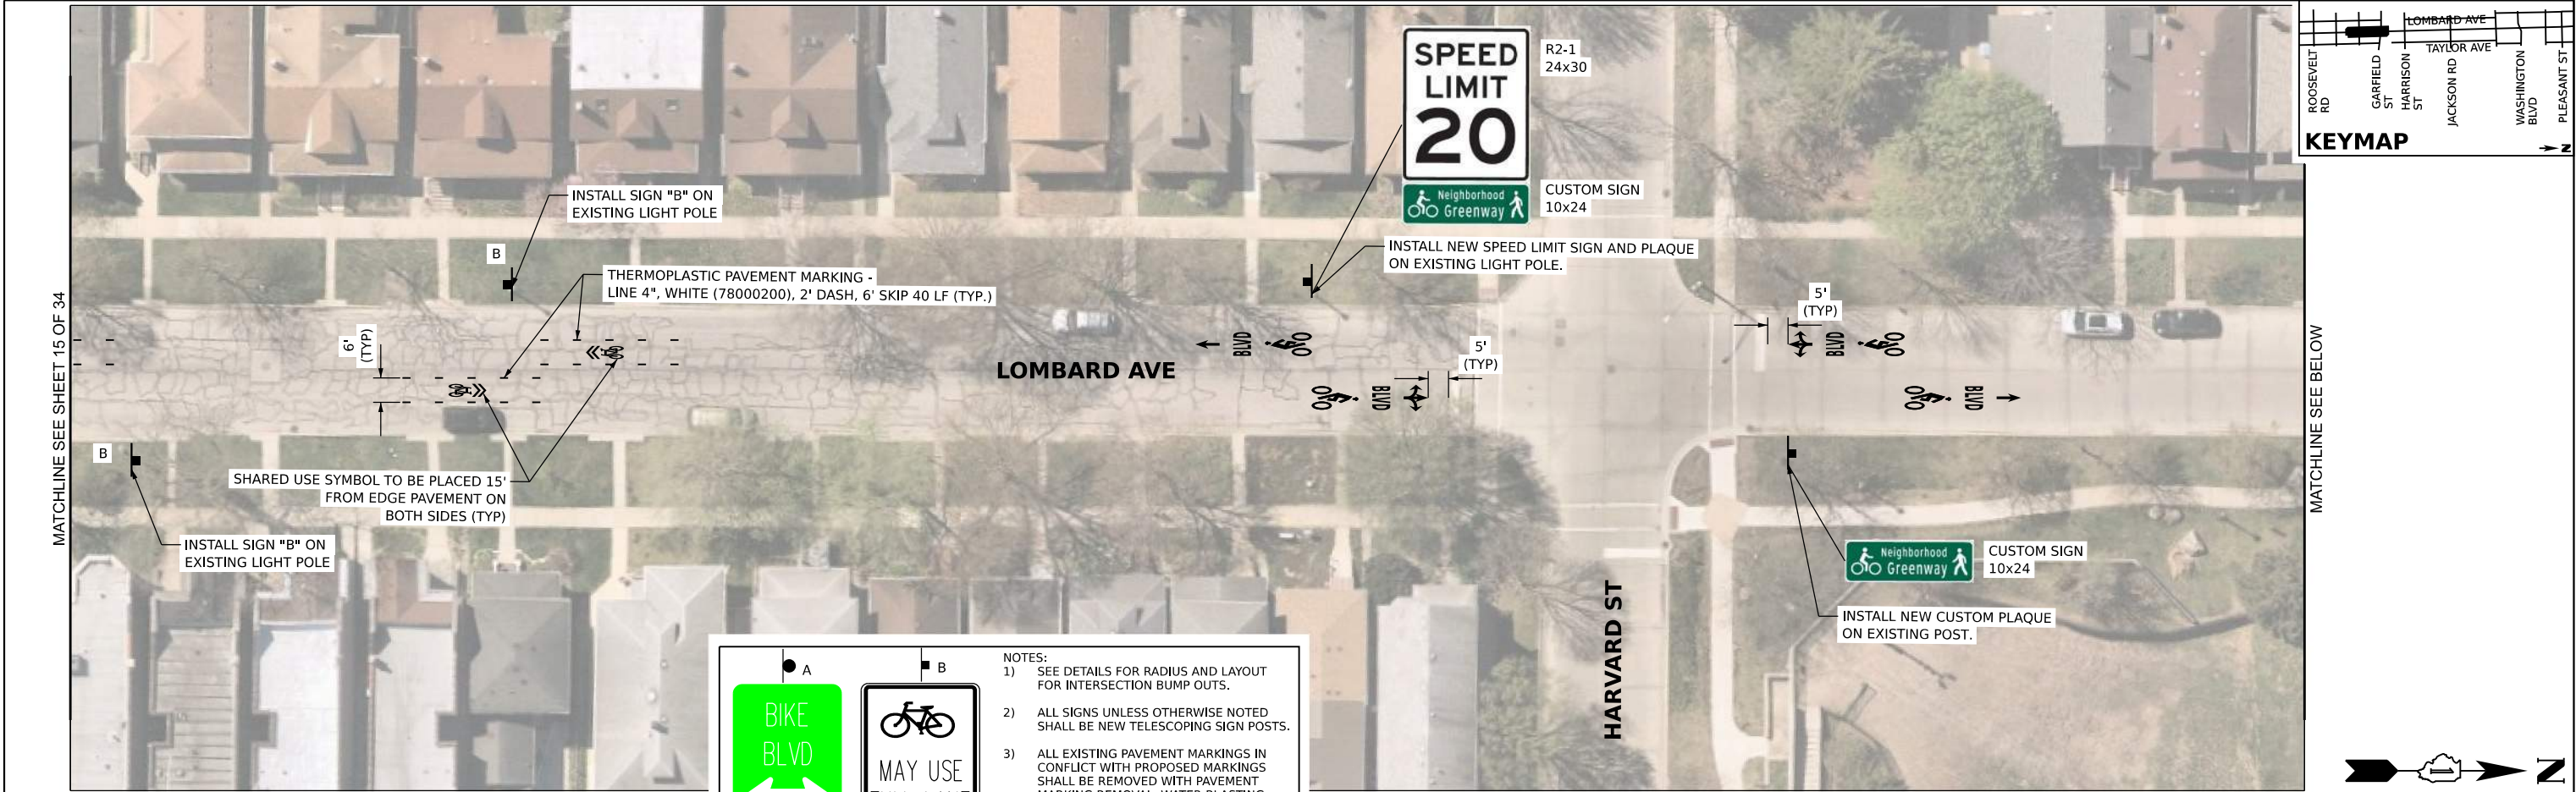 SPEED
LIMIT
20
Neighborhood
Greenway
R2-1
24x30
CUSTOM SIGN
10x24
INSTALL NEW SPEED LIMIT SIGN AND PLAQUE
ON EXISTING LIGHT POLE.
LOMBARD AVE
TAYLOR AVE
ROOSEVELT
RD
GARFIELD
ST
HARRISON
ST
JACKSON RD
WASHINGTON
BLVD
PLEASANT ST
KEYMAP
N
INSTALL SIGN "B" ON
EXISTING LIGHT POLE
B
THERMOPLASTIC PAVEMENT MARKING -
LINE 4", WHITE (78000200), 2' DASH, 6' SKIP 40 LF (TYP.)
MATCHLINE SEE SHEET 15 OF 34
6'
(TYP)
LOMBARD AVE
BLVD
BLVD
5'
(TYP)
5'
(TYP)
BLVD
BLVD
MATCHLINE SEE BELOW
B
SHARED USE SYMBOL TO BE PLACED 15'
FROM EDGE PAVEMENT ON
BOTH SIDES (TYP)
INSTALL SIGN "B" ON
EXISTING LIGHT POLE
Neighborhood
Greenway
CUSTOM SIGN
10x24
INSTALL NEW CUSTOM PLAQUE
ON EXISTING POST.
HARVARD ST
A
BIKE
BLVD
B
MAY USE
NOTES:
1) SEE DETAILS FOR RADIUS AND LAYOUT
FOR INTERSECTION BUMP OUTS.
2) ALL SIGNS UNLESS OTHERWISE NOTED
SHALL BE NEW TELESCOPING SIGN POSTS.
3) ALL EXISTING PAVEMENT MARKINGS IN
CONFLICT WITH PROPOSED MARKINGS
SHALL BE REMOVED WITH PAVEMENT
N